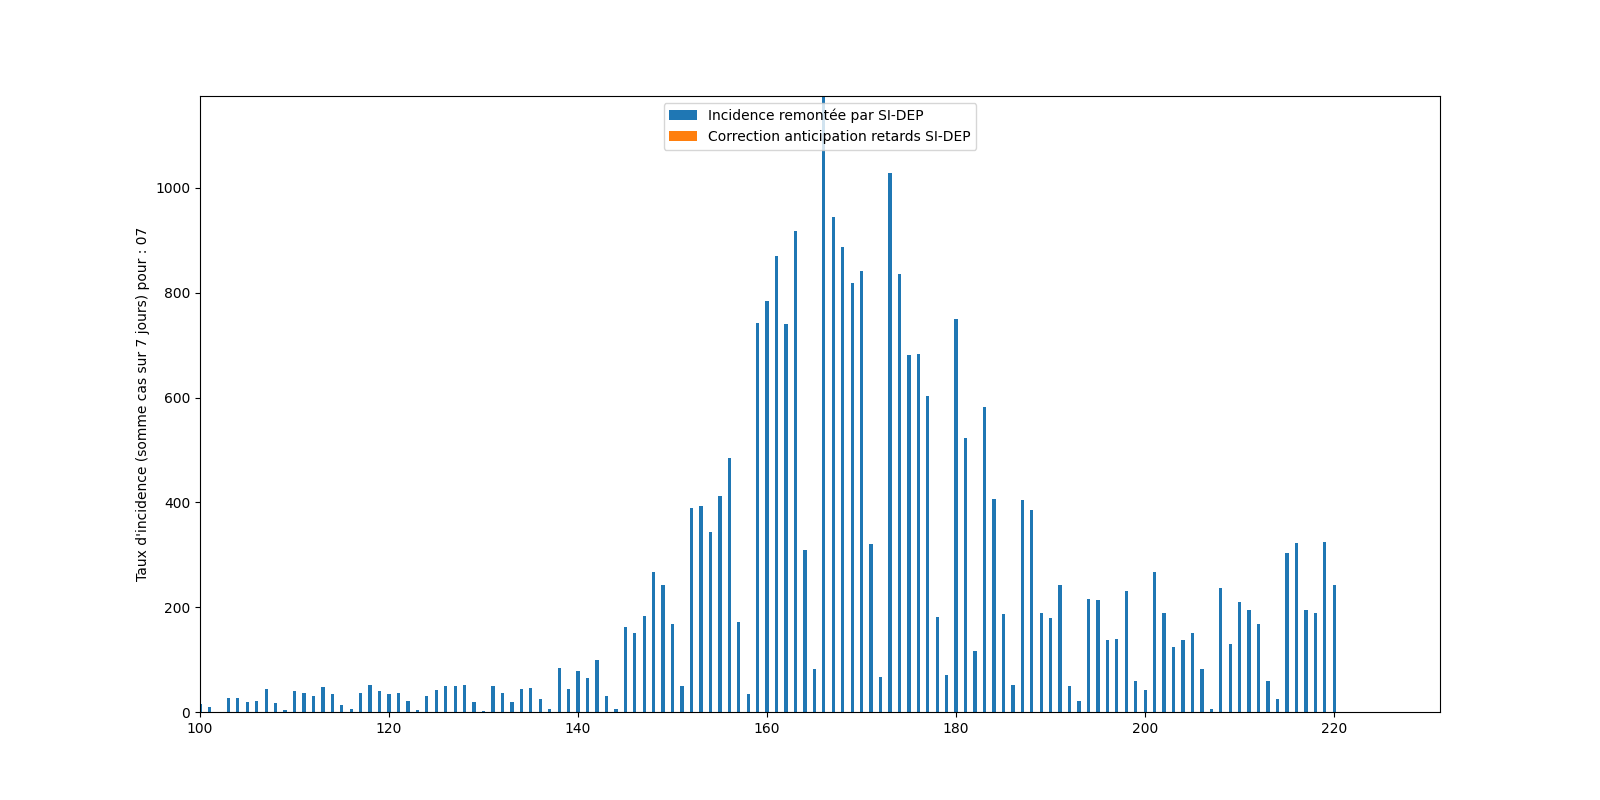 Incidence remontée par SI-DEP
Correction anticipation retards SI-DEP
Taux d'incidence (somme cas sur 7 jours) pour : 07
1000
800
600
400
200
0
100 120 140 160 180 200 220